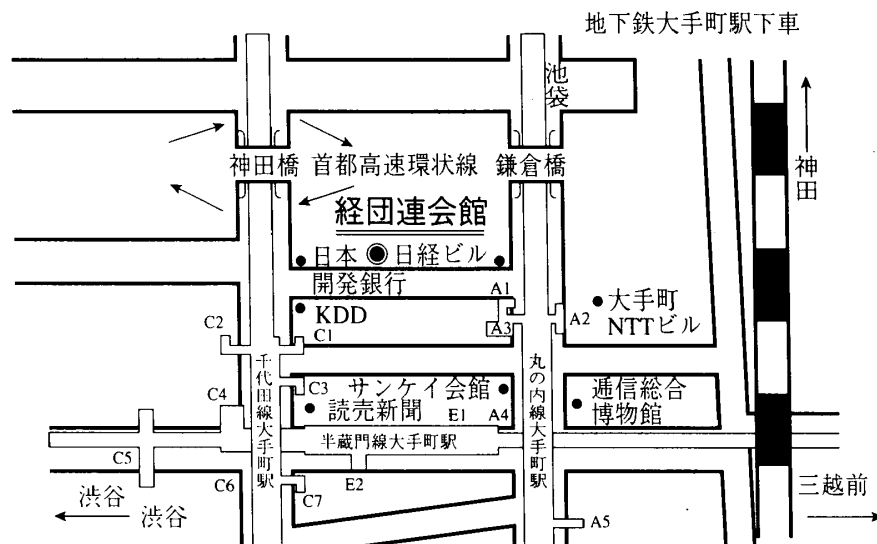 地下鉄大手町駅下車
池袋
神田橋
首都高速環状線
鎌倉橋
神田
経団連会館
日本
日経ビル
開発銀行
A1
大手町
NTTビル
KDD
A3
A2
C2
C1
千代田線大手町駅
丸の内線大手町駅
C3
サンケイ会館
読売新聞
E1
A4
逓信総合
博物館
C4
半蔵門線大手町駅
C5
C6
E2
C7
三越前
渋谷
渋谷
A5